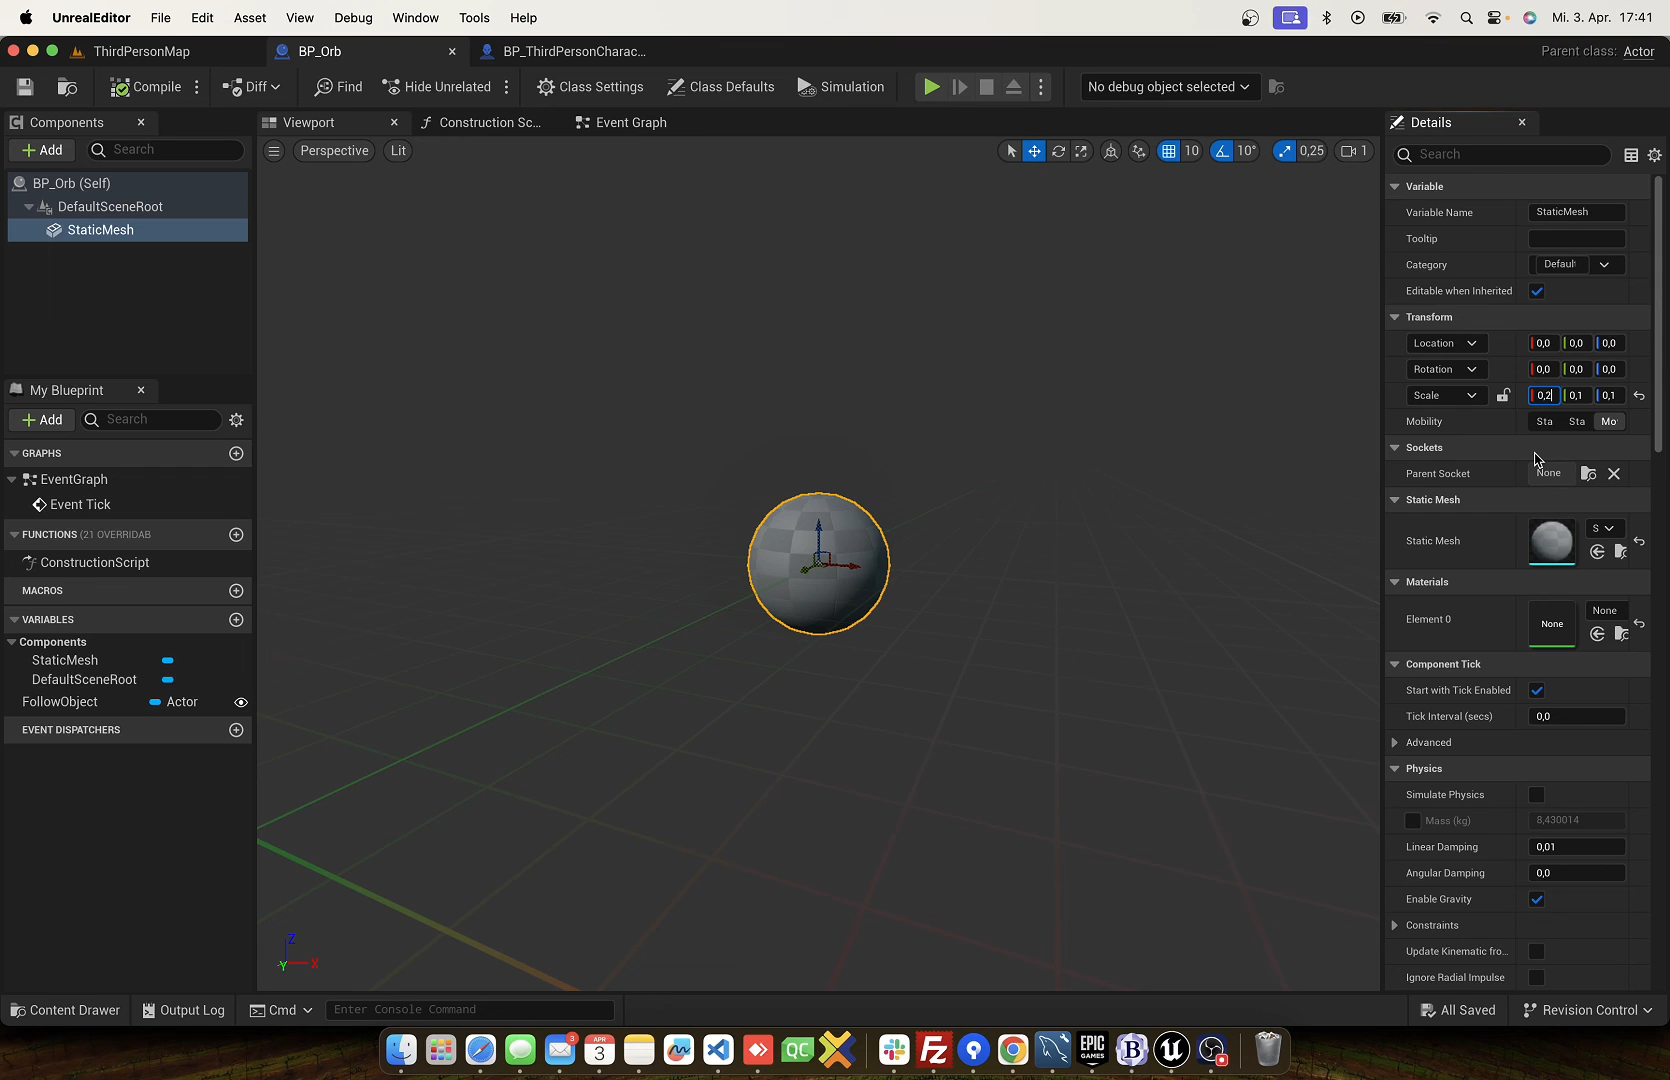 UnrealEditor File Edit Asset View Debug Window Tools Help Mi. 3. Apr. 17:41
ThirdPersonMap BP_Orb BP_ThirdPersonCharac... Parent class: Actor
Compile Diff Find Hide Unrelated Class Settings Class Defaults Simulation No debug object selected
Components
Add Search
BP_Orb (Self)
DefaultSceneRoot
StaticMesh
My Blueprint
Add Search
GRAPHS
EventGraph
Event Tick
FUNCTIONS (21 OVERRIDAB
ConstructionScript
MACROS
VARIABLES
Components
StaticMesh
DefaultSceneRoot
FollowObject Actor
EVENT DISPATCHERS
Viewport Construction Sc... Event Graph
Perspective Lit 10 10° 0,25 1
Z
Y X
Details
Search
Variable
Variable Name StaticMesh
Tooltip
Category Default
Editable when Inherited
Transform
Location 0,0 0,0 0,0
Rotation 0,0 0,0 0,0
Scale 0,2 0,1 0,1
Mobility Sta Sta Mo
Sockets
Parent Socket None
Static Mesh
Static Mesh S
Materials
Element 0 None None
Component Tick
Start with Tick Enabled
Tick Interval (secs) 0,0
Advanced
Physics
Simulate Physics
Mass (kg) 8,430014
Linear Damping 0,01
Angular Damping 0,0
Enable Gravity
Constraints
Update Kinematic fro...
Ignore Radial Impulse
Content Drawer Output Log Cmd Enter Console Command All Saved Revision Control
3 APR 3 QC FZ EPIC GAMES B